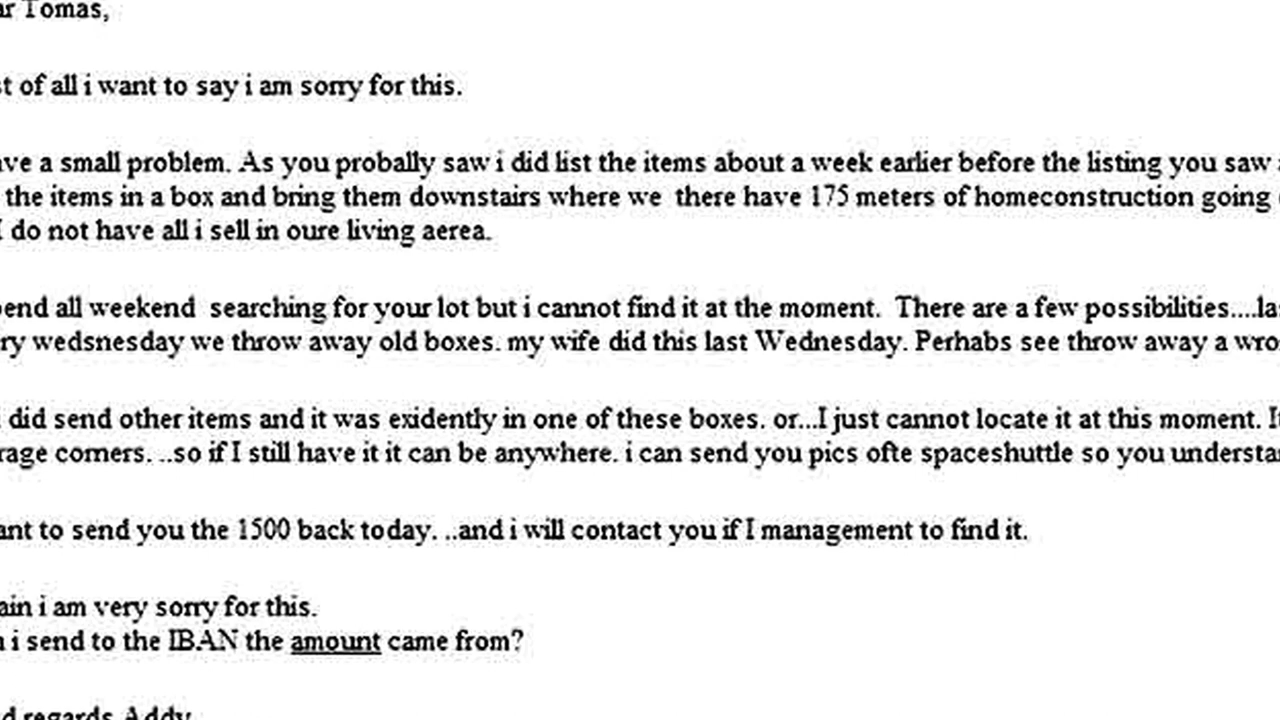 ar Tomas,
st of all i want to say i am sorry for this.
ave a small problem. As you probally saw i did list the items about a week earlier before the listing you saw
the items in a box and bring them downstairs where we there have 175 meters of homeconstruction going
I do not have all i sell in oure living aerea.
pend all weekend searching for your lot but i cannot find it at the moment. There are a few possibilities....la
ry wedsnesday we throw away old boxes. my wife did this last Wednesday. Perhabs see throw away a wro
did send other items and it was exidently in one of these boxes. or...I just cannot locate it at this moment. I
rage corners. ..so if I still have it it can be anywhere. i can send you pics ofte spaceshuttle so you understa
ant to send you the 1500 back today. ..and i will contact you if I management to find it.
ain i am very sorry for this.
i send to the IBAN the amount came from?
d regards Addy